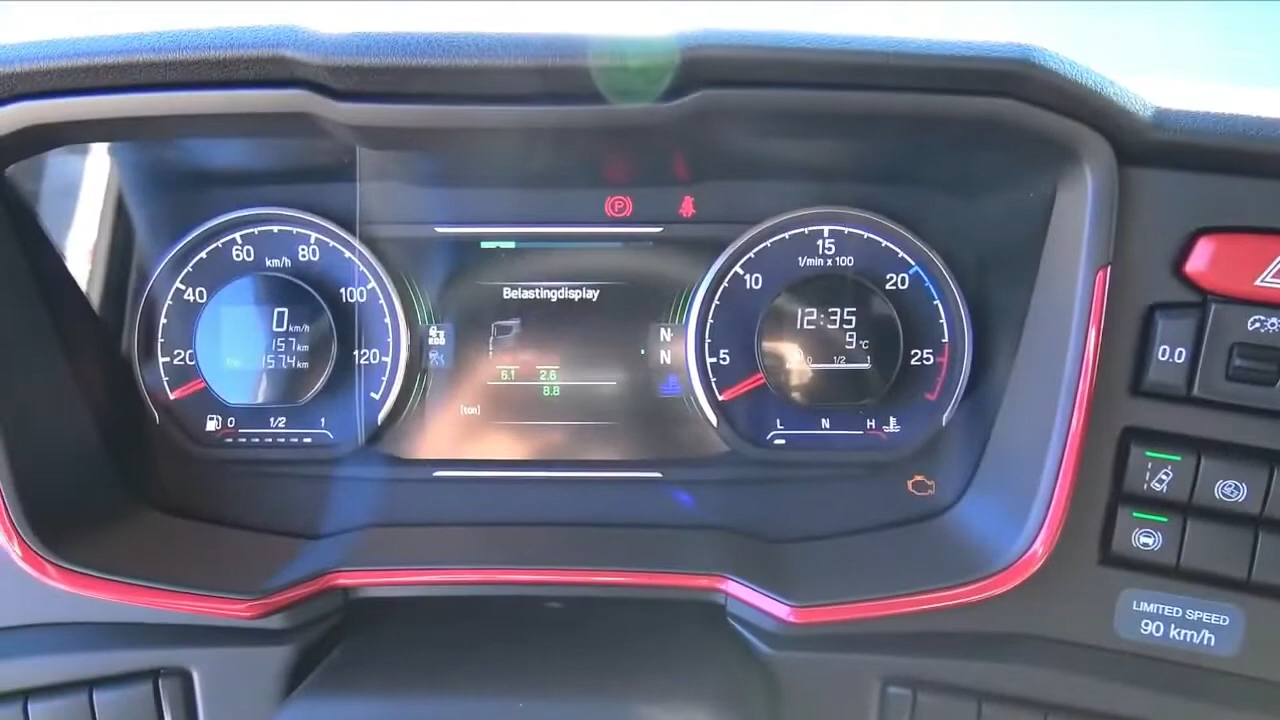 60 80
km/h
40 100
20 120
0 km/h
157 km
157.4 km
0 1/2 1
P
Belastingdisplay
6.1 2.6
8.8
[ton]
N
N
15
1/min x 100
10 20
5 25
12:35
9 °C
0 1/2 1
L N H
0.0
LIMITED SPEED
90 km/h